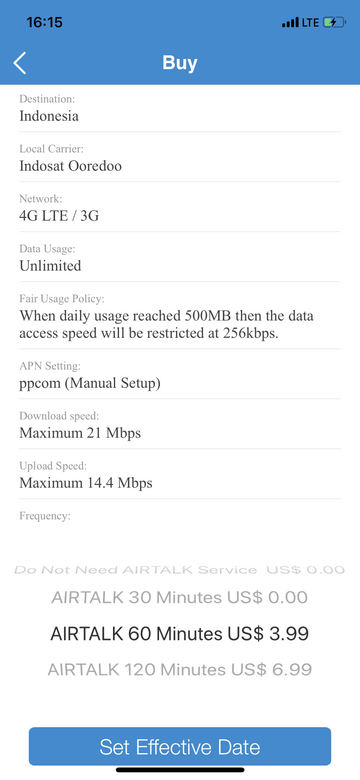 16:15
LTE
Buy
Destination:
Indonesia
Local Carrier:
Indosat Ooredoo
Network:
4G LTE / 3G
Data Usage:
Unlimited
Fair Usage Policy:
When daily usage reached 500MB then the data
access speed will be restricted at 256kbps.
APN Setting:
ppcom (Manual Setup)
Download speed:
Maximum 21 Mbps
Upload Speed:
Maximum 14.4 Mbps
Frequency:
Do Not Need AIRTALK Service US$ 0.00
AIRTALK 30 Minutes US$ 0.00
AIRTALK 60 Minutes US$ 3.99
AIRTALK 120 Minutes US$ 6.99
Set Effective Date